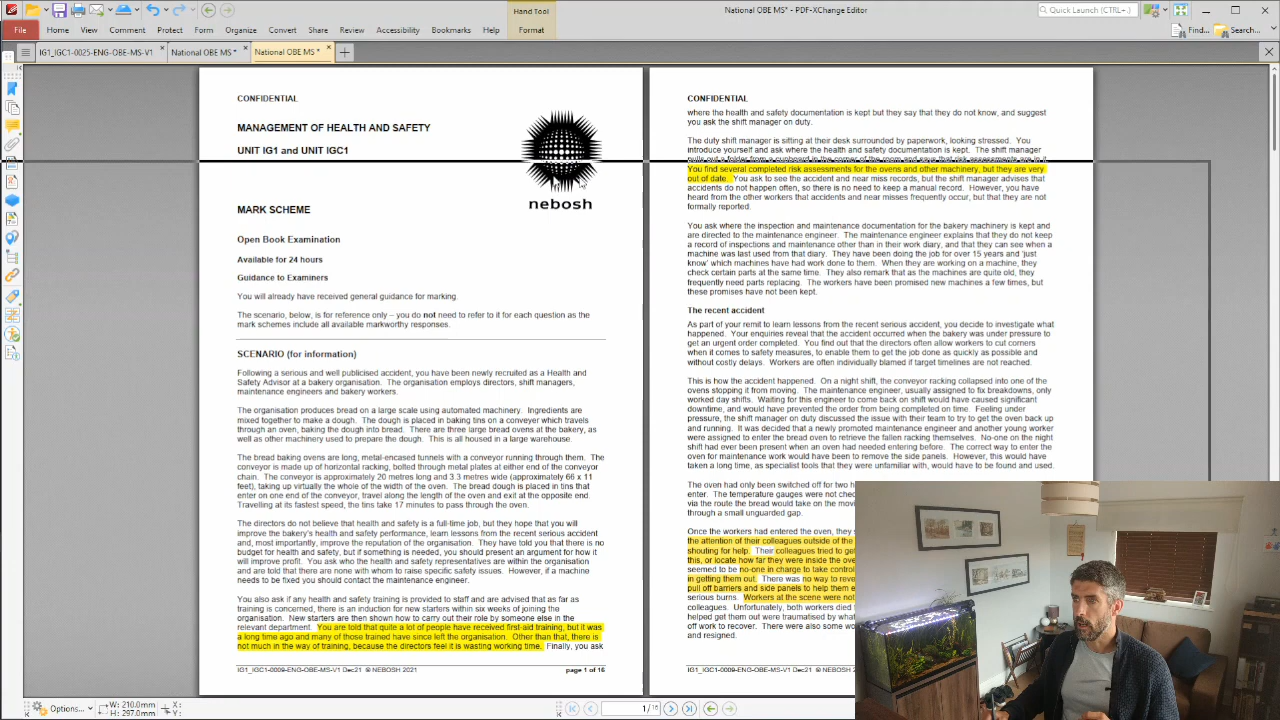 Hand Tool
National OBE MS* - PDF-XChange Editor
Quick Launch (CTRL+.)
File
Home
View
Comment
Protect
Form
Organize
Convert
Share
Review
Accessibility
Bookmarks
Help
Format
Find...
Search...
IG1_IGC1-0025-ENG-OBE-MS-V1
National OBE MS *
National OBE MS *
CONFIDENTIAL
MANAGEMENT OF HEALTH AND SAFETY
UNIT IG1 and UNIT IGC1
nebosh
MARK SCHEME
Open Book Examination
Available for 24 hours
Guidance to Examiners
You will already have received general guidance for marking.
The scenario, below, is for reference only – you do not need to refer to it for each question as the
mark schemes include all available markworthy responses.
SCENARIO (for information)
Following a serious and well publicised accident, you have been newly recruited as a Health and
Safety Advisor at a bakery organisation. The organisation employs directors, shift managers,
maintenance engineers and bakery workers.
The organisation produces bread on a large scale using automated machinery. Ingredients are
mixed together to make a dough. The dough is placed in baking tins on a conveyor which travels
through an oven, baking the dough into bread. There are three large bread ovens at the bakery, as
well as other machinery used to prepare the dough. This is all housed in a large warehouse.
The bread baking ovens are long, metal-encased tunnels with a conveyor running through them. The
conveyor is made up of horizontal racking, bolted through metal plates at either end of the conveyor
chain. The conveyor is approximately 20 metres long and 3.3 metres wide (approximately 66 x 11
feet), taking up virtually the whole of the width of the oven. The bread dough is placed in tins that
enter on one end of the conveyor, travel along the length of the oven and exit at the opposite end.
Travelling at its fastest speed, the tins take 17 minutes to pass through the oven.
The directors do not believe that health and safety is a full-time job, but they hope that you will
improve the bakery's health and safety performance, learn lessons from the recent serious accident
and, most importantly, improve the reputation of the organisation. They have told you that there is no
budget for health and safety, but if something is needed, you should present an argument for how it
will improve profit. You ask who the health and safety representatives are within the organisation
and are told that there are none with whom to raise specific safety issues. However, if a machine
needs to be fixed you should contact the maintenance engineer.
You also ask if any health and safety training is provided to staff and are advised that as far as
training is concerned, there is an induction for new starters within six weeks of joining the
organisation. New starters are then shown how to carry out their role by someone else in the
relevant department. You are told that quite a lot of people have received first-aid training, but it was
a long time ago and many of those trained have since left the organisation. Other than that, there is
not much in the way of training, because the directors feel it is wasting working time. Finally, you ask
IG1_IGC1-0009-ENG-OBE-MS-V1 Dec21 © NEBOSH 2021
page 1 of 16
CONFIDENTIAL
where the health and safety documentation is kept but they say that they do not know, and suggest
you ask the shift manager on duty.
The duty shift manager is sitting at their desk surrounded by paperwork, looking stressed. You
introduce yourself and ask where the health and safety documentation is kept. The shift manager
pulls out a folder from a cupboard in the corner of the room and says that risk assessments are in it.
You find several completed risk assessments for the ovens and other machinery, but they are very
out of date. You ask to see the accident and near miss records, but the shift manager advises that
accidents do not happen often, so there is no need to keep a manual record. However, you have
heard from the other workers that accidents and near misses frequently occur, but that they are not
formally reported.
You ask where the inspection and maintenance documentation for the bakery machinery is kept and
are directed to the maintenance engineer. The maintenance engineer explains that they do not keep
a record of inspections and maintenance other than in their work diary, and that they can see when a
machine was last used from that diary. They have been doing the job for over 15 years and 'just
know' which machines have had work done to them. When they are working on a machine, they
check certain parts at the same time. They also remark that as the machines are quite old, they
frequently need parts replacing. The workers have been promised new machines a few times, but
these promises have not been kept.
The recent accident
As part of your remit to learn lessons from the recent serious accident, you decide to investigate what
happened. Your enquiries reveal that the accident occurred when the bakery was under pressure to
get an urgent order completed. You find out that the directors often allow workers to cut corners
when it comes to safety measures, to enable them to get the job done as quickly as possible and
without costly delays. Workers are often individually blamed if target timelines are not reached.
This is how the accident happened. On a night shift, the conveyor racking collapsed into one of the
ovens stopping it from moving. The maintenance engineer, usually assigned to fix breakdowns, only
worked day shifts. Waiting for this engineer to come back on shift would have caused significant
downtime, and would have prevented the order from being completed on time. Feeling under
pressure, the shift manager on duty discussed the issue with their team to try to get the oven back up
and running. It was decided that a newly promoted maintenance engineer and another young worker
were assigned to enter the bread oven to retrieve the fallen racking themselves. No-one on the night
shift had ever been present when an oven had needed entering before. The correct way to enter the
oven for maintenance work would have been to remove the side panels. However, this would have
taken a long time, as specialist tools that they were unfamiliar with, would have to be found and used.
The oven had only been switched off for two h
enter. The temperature gauges were not chec
via the route the bread would take on the movi
through a small unguarded gap.
Once the workers had entered the oven, they s
the attention of their colleagues outside of the
shouting for help. Their colleagues tried to get
this, or locate how far they were inside the ove
seemed to be no-one in charge to take control
in getting them out. There was no way to reve
pull off barriers and side panels to help them e
serious burns. Workers at the scene were not
colleagues. Unfortunately, both workers died f
helped get them out were traumatised by what
off work to recover. There were also some wo
and resigned.
IG1_IGC1-0009-ENG-OBE-MS-V1 Dec21 © NEBOSH 2021
Options...
W: 210.0mm
H: 297.0mm
X:
Y:
1/16